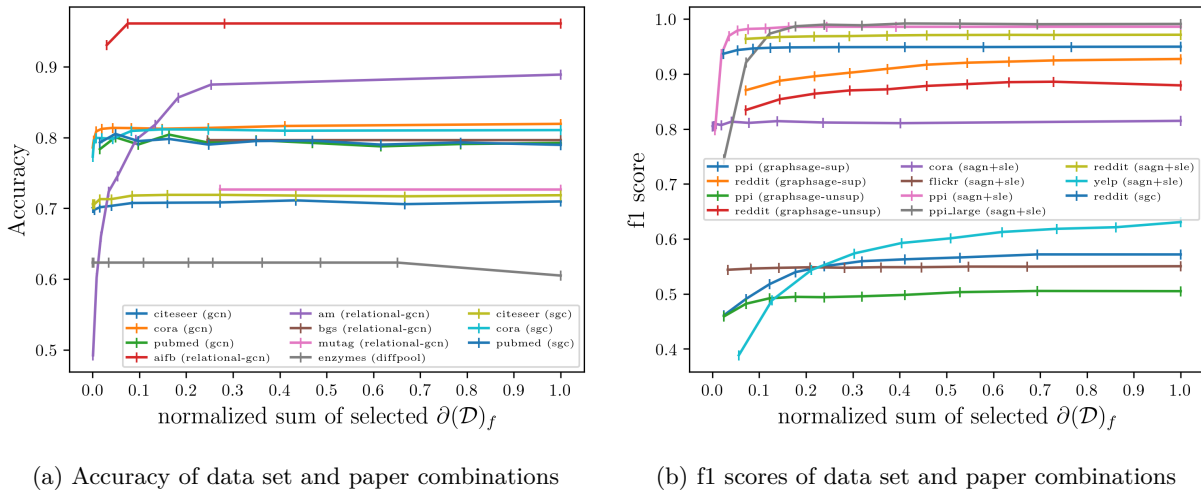 Accuracy
0.9
0.8
0.7
0.6
0.5
citeseer (gcn)
cora (gcn)
pubmed (gcn)
aifb (relational-gcn)
am (relational-gcn)
bgs (relational-gcn)
mutag (relational-gcn)
enzymes (diffpool)
citeseer (sgc)
cora (sgc)
pubmed (sgc)
0.0 0.1 0.2 0.3 0.4 0.5 0.6 0.7 0.8 0.9 1.0
normalized sum of selected ∂(𝒟)_f
(a) Accuracy of data set and paper combinations
f1 score
1.0
0.9
0.8
0.7
0.6
0.5
0.4
ppi (graphsage-sup)
reddit (graphsage-sup)
ppi (graphsage-unsup)
reddit (graphsage-unsup)
cora (sagn+sle)
flickr (sagn+sle)
ppi (sagn+sle)
ppi_large (sagn+sle)
reddit (sagn+sle)
yelp (sagn+sle)
reddit (sgc)
0.0 0.1 0.2 0.3 0.4 0.5 0.6 0.7 0.8 0.9 1.0
normalized sum of selected ∂(𝒟)_f
(b) f1 scores of data set and paper combinations